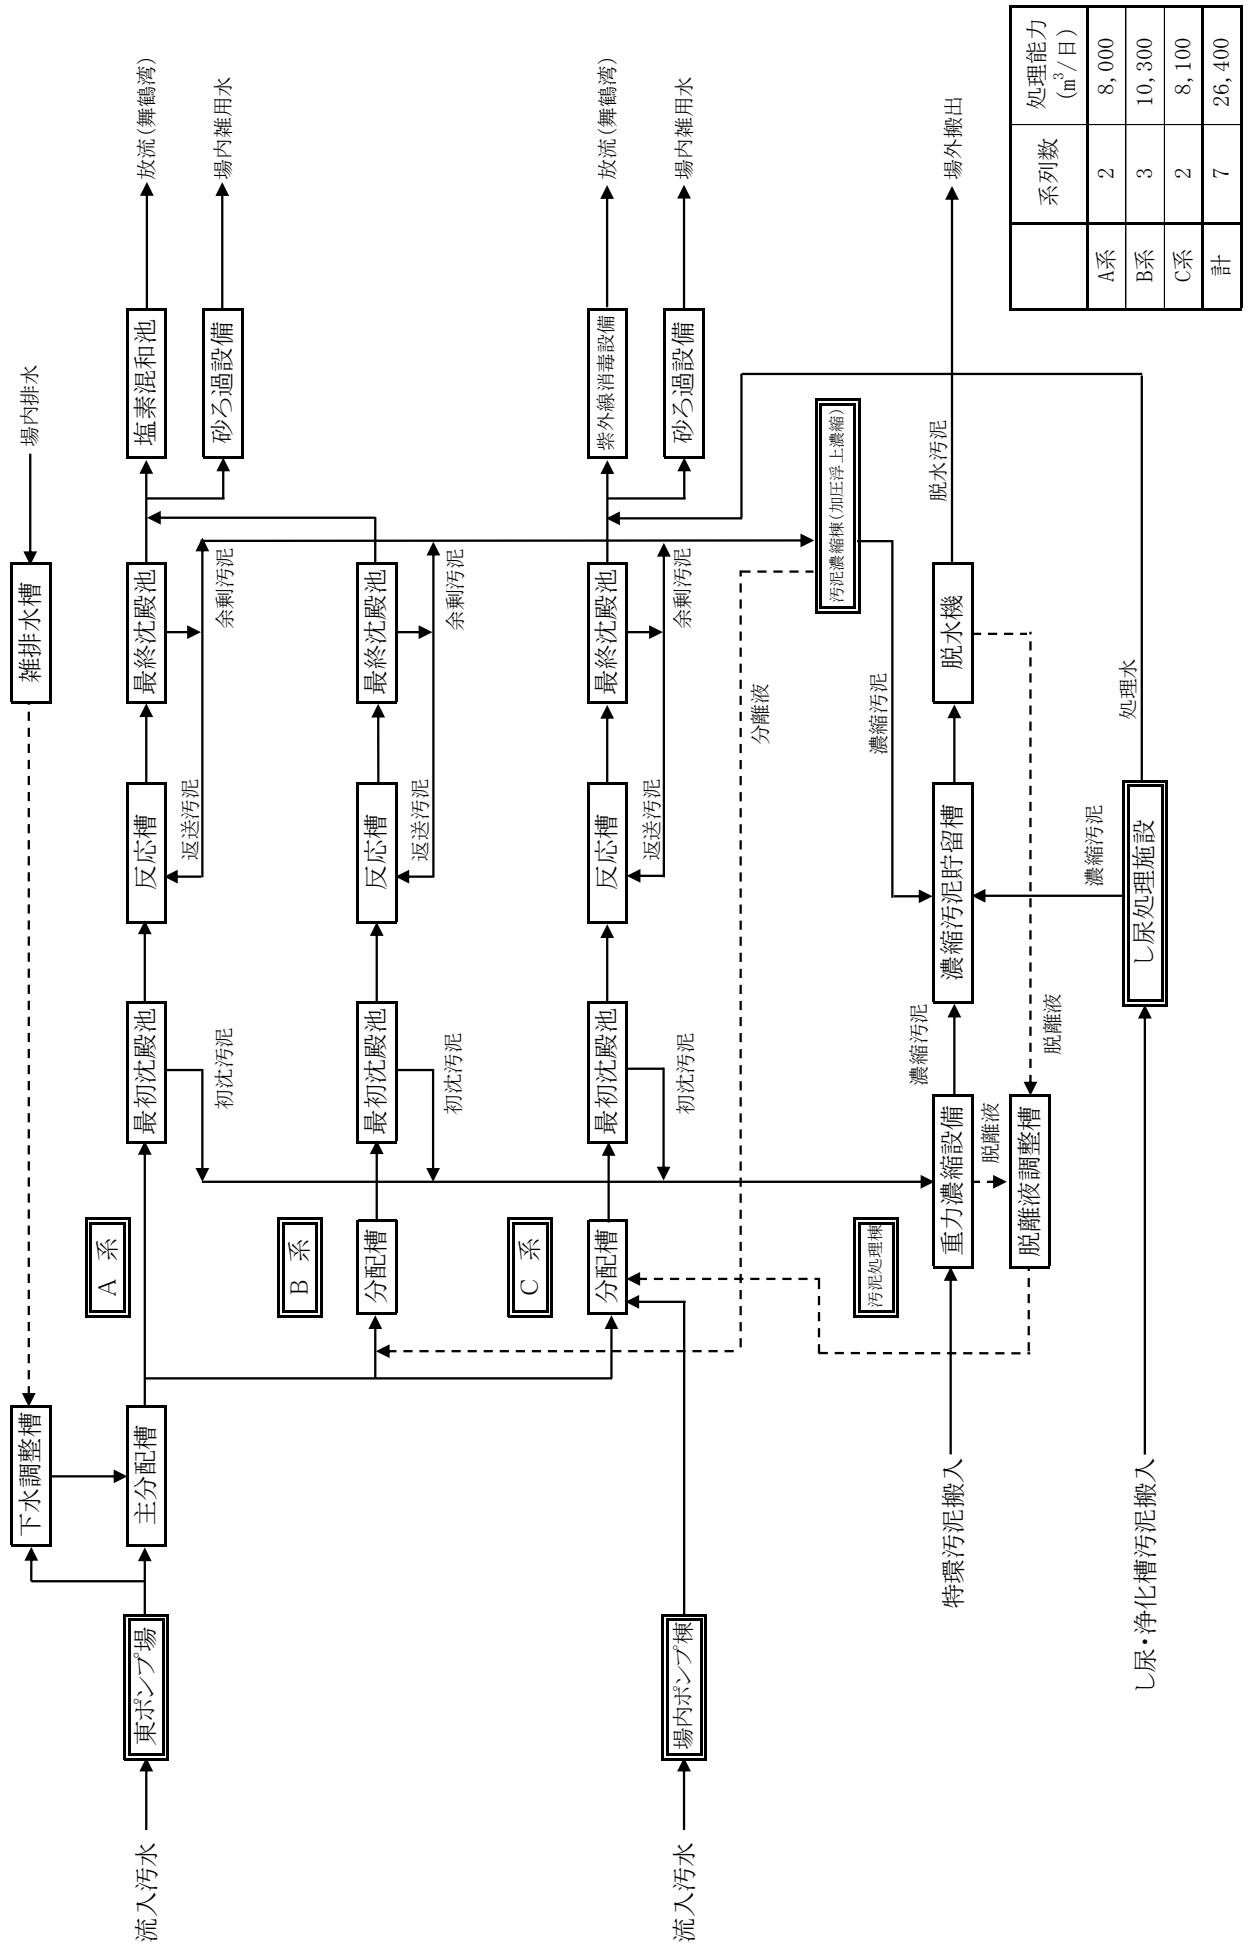 場内排水
雑排水槽
下水調整槽
流入汚水
東ポンプ場
主分配槽
A 系
最初沈殿池
反応槽
最終沈殿池
塩素混和池
放流(舞鶴湾)
砂ろ過設備
場内雑用水
初沈汚泥
返送汚泥
余剰汚泥
B 系
分配槽
最初沈殿池
反応槽
最終沈殿池
初沈汚泥
返送汚泥
余剰汚泥
C 系
分配槽
最初沈殿池
反応槽
最終沈殿池
紫外線消毒設備
放流(舞鶴湾)
砂ろ過設備
場内雑用水
流入汚水
場内ポンプ棟
初沈汚泥
返送汚泥
余剰汚泥
分離液
汚泥濃縮棟(加圧浮上濃縮)
濃縮汚泥
汚泥処理棟
特環汚泥搬入
重力濃縮設備
濃縮汚泥
濃縮汚泥貯留槽
脱水機
脱水汚泥
場外搬出
脱離液
脱離液調整槽
脱離液
し尿・浄化槽汚泥搬入
し尿処理施設
濃縮汚泥
処理水
系列数 処理能力
(m³/日)
A系 2 8,000
B系 3 10,300
C系 2 8,100
計 7 26,400